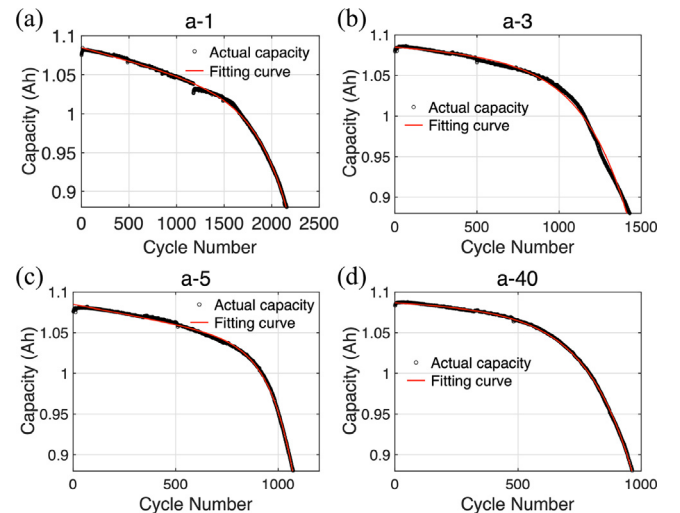 (a)
a-1
1.1
1.05
1
0.95
0.9
Capacity (Ah)
Actual capacity
Fitting curve
0
500
1000
1500
2000
2500
Cycle Number
(b)
a-3
1.1
1.05
1
0.95
0.9
Capacity (Ah)
Actual capacity
Fitting curve
0
500
1000
1500
Cycle Number
(c)
a-5
1.1
1.05
1
0.95
0.9
Capacity (Ah)
Actual capacity
Fitting curve
0
500
1000
Cycle Number
(d)
a-40
1.1
1.05
1
0.95
0.9
Capacity (Ah)
Actual capacity
Fitting curve
0
500
1000
Cycle Number